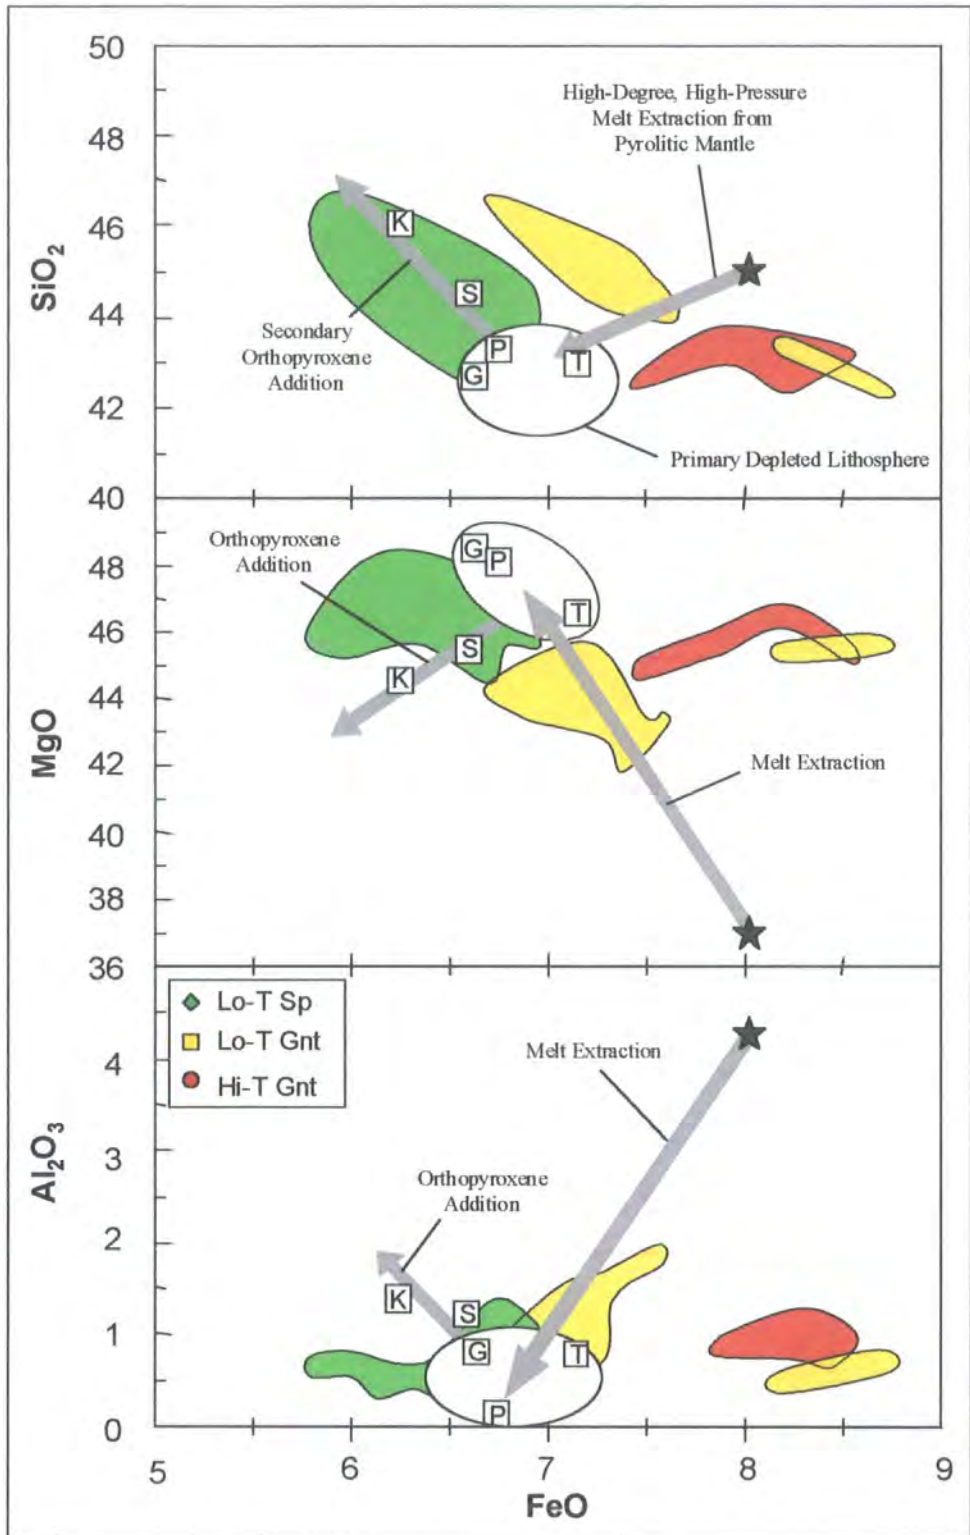 50
48
46
44
42
40
SiO2
High-Degree, High-Pressure
Melt Extraction from
Pyrolitic Mantle
K
S
P
G
T
Secondary
Orthopyroxene
Addition
Primary Depleted Lithosphere
48
46
44
42
40
38
36
MgO
Orthopyroxene
Addition
G
P
T
S
K
Melt Extraction
Lo-T Sp
Lo-T Gnt
Hi-T Gnt
4
3
2
1
0
Al2O3
Melt Extraction
Orthopyroxene
Addition
K
S
G
T
P
5
6
7
8
9
FeO